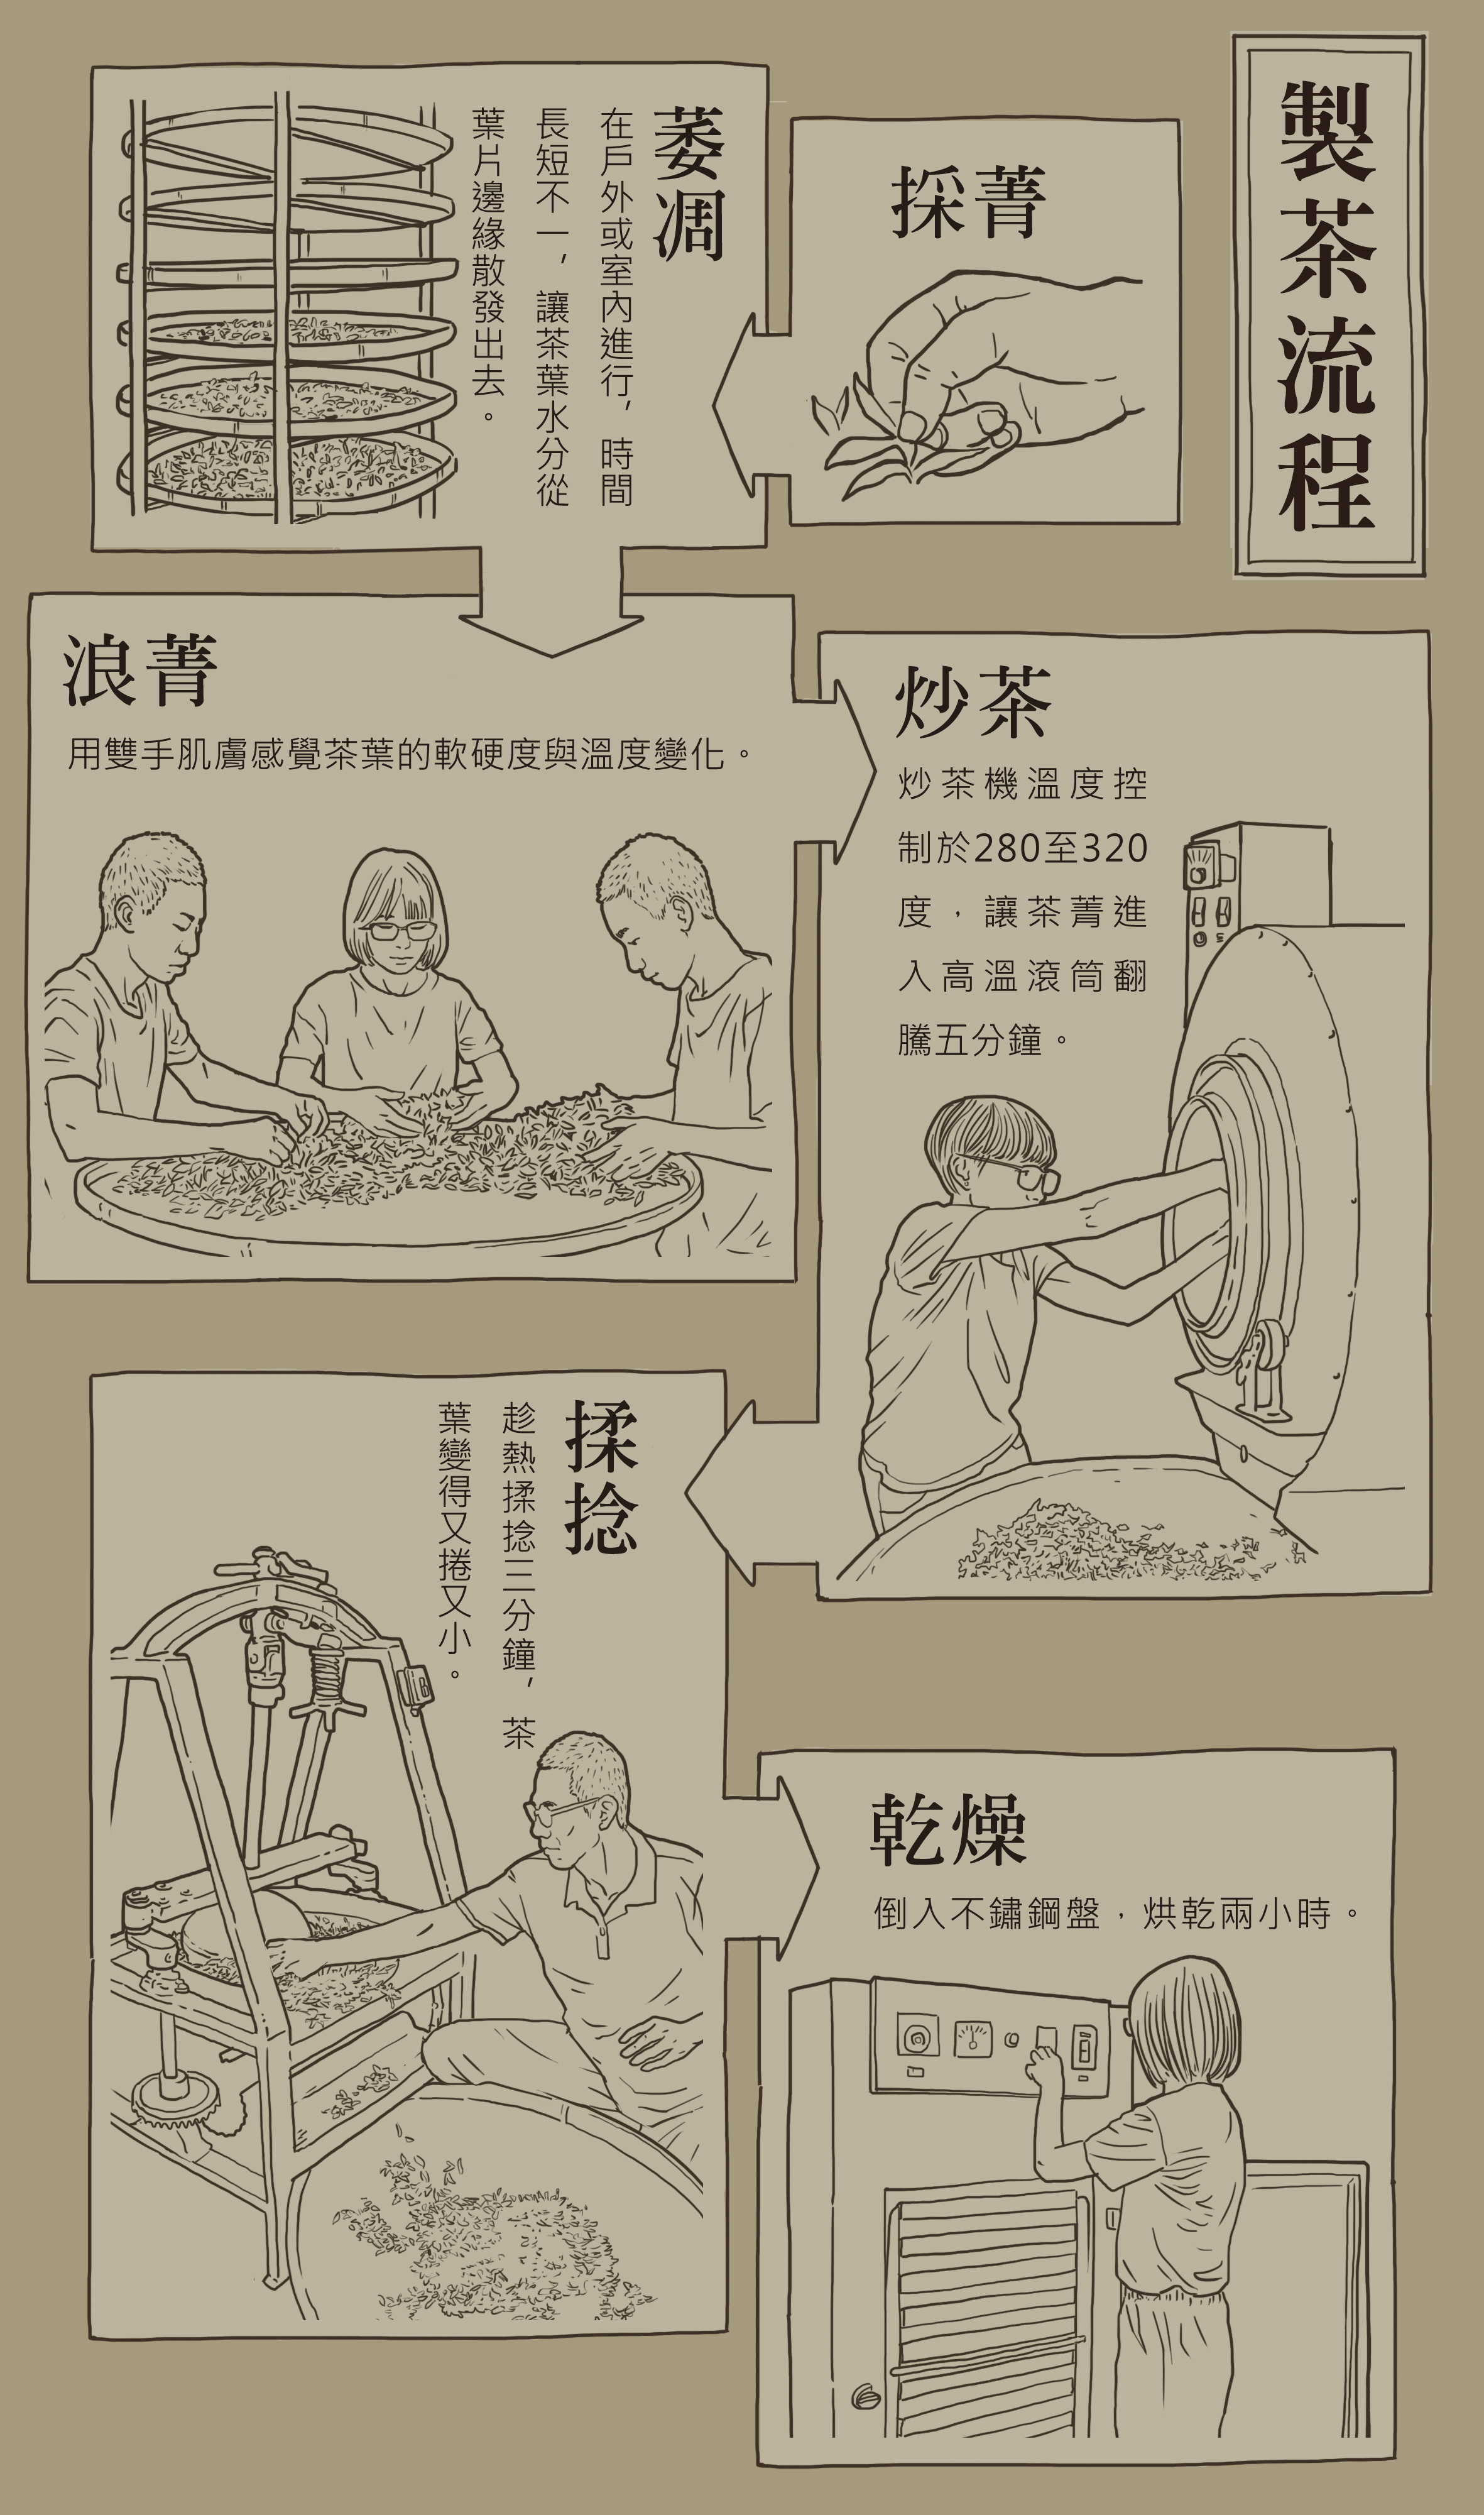 製茶流程
採菁
萎凋
在戶外或室內進行，時間
長短不一，讓茶葉水分從
葉片邊緣散發出去。
浪菁
用雙手肌膚感覺茶葉的軟硬度與溫度變化。
炒茶
炒茶機溫度控
制於280至320
度，讓茶菁進
入高溫滾筒翻
騰五分鐘。
揉捻
趁熱揉捻三分鐘，茶
葉變得又捲又小。
乾燥
倒入不鏽鋼盤，烘乾兩小時。